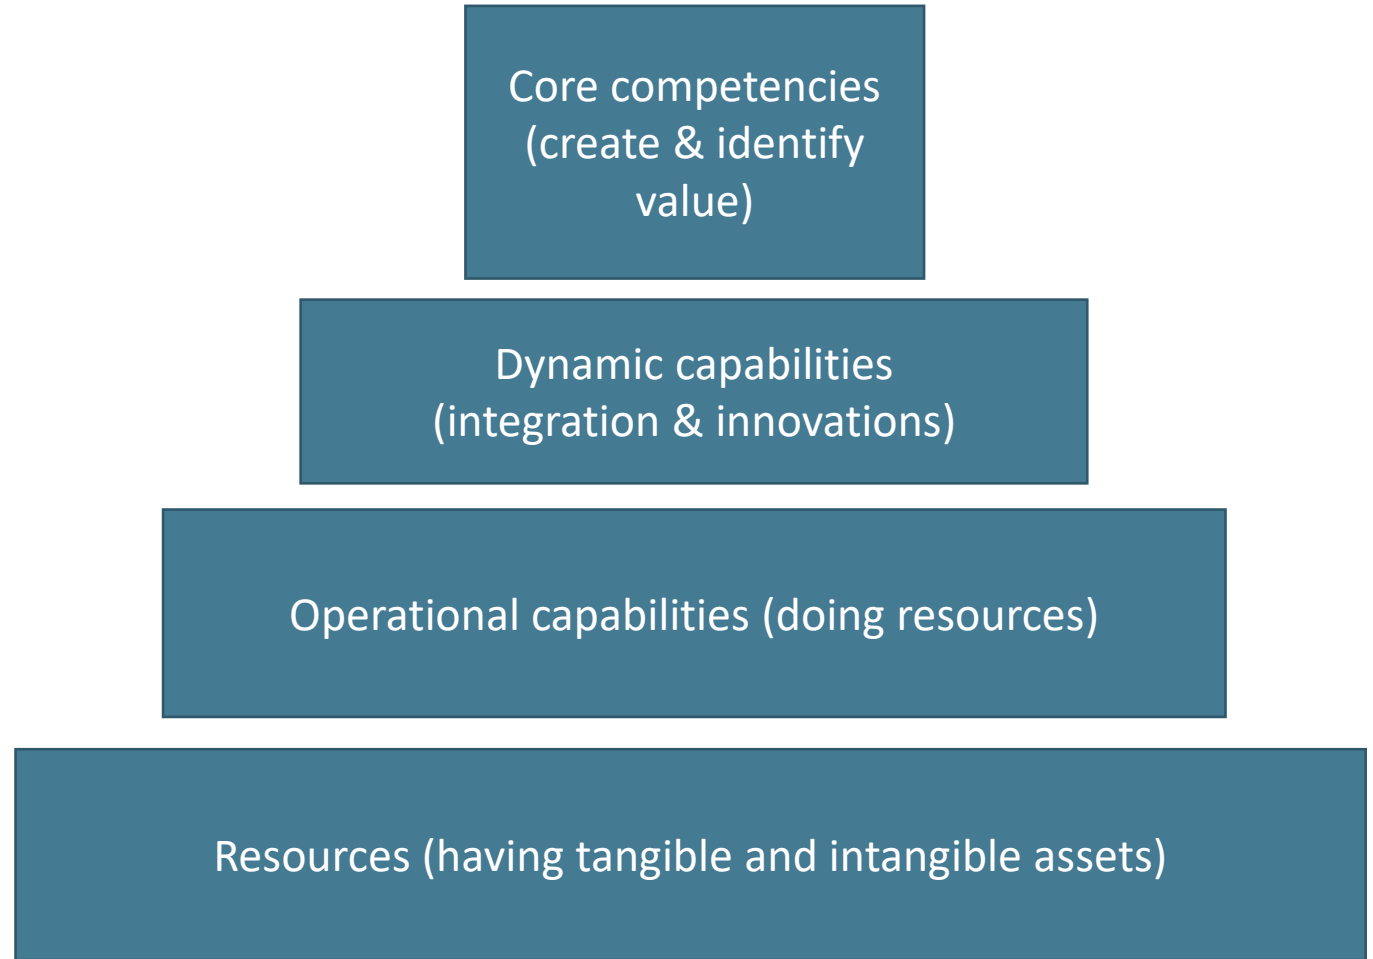 Core competencies
(create & identify
value)
Dynamic capabilities
(integration & innovations)
Operational capabilities (doing resources)
Resources (having tangible and intangible assets)